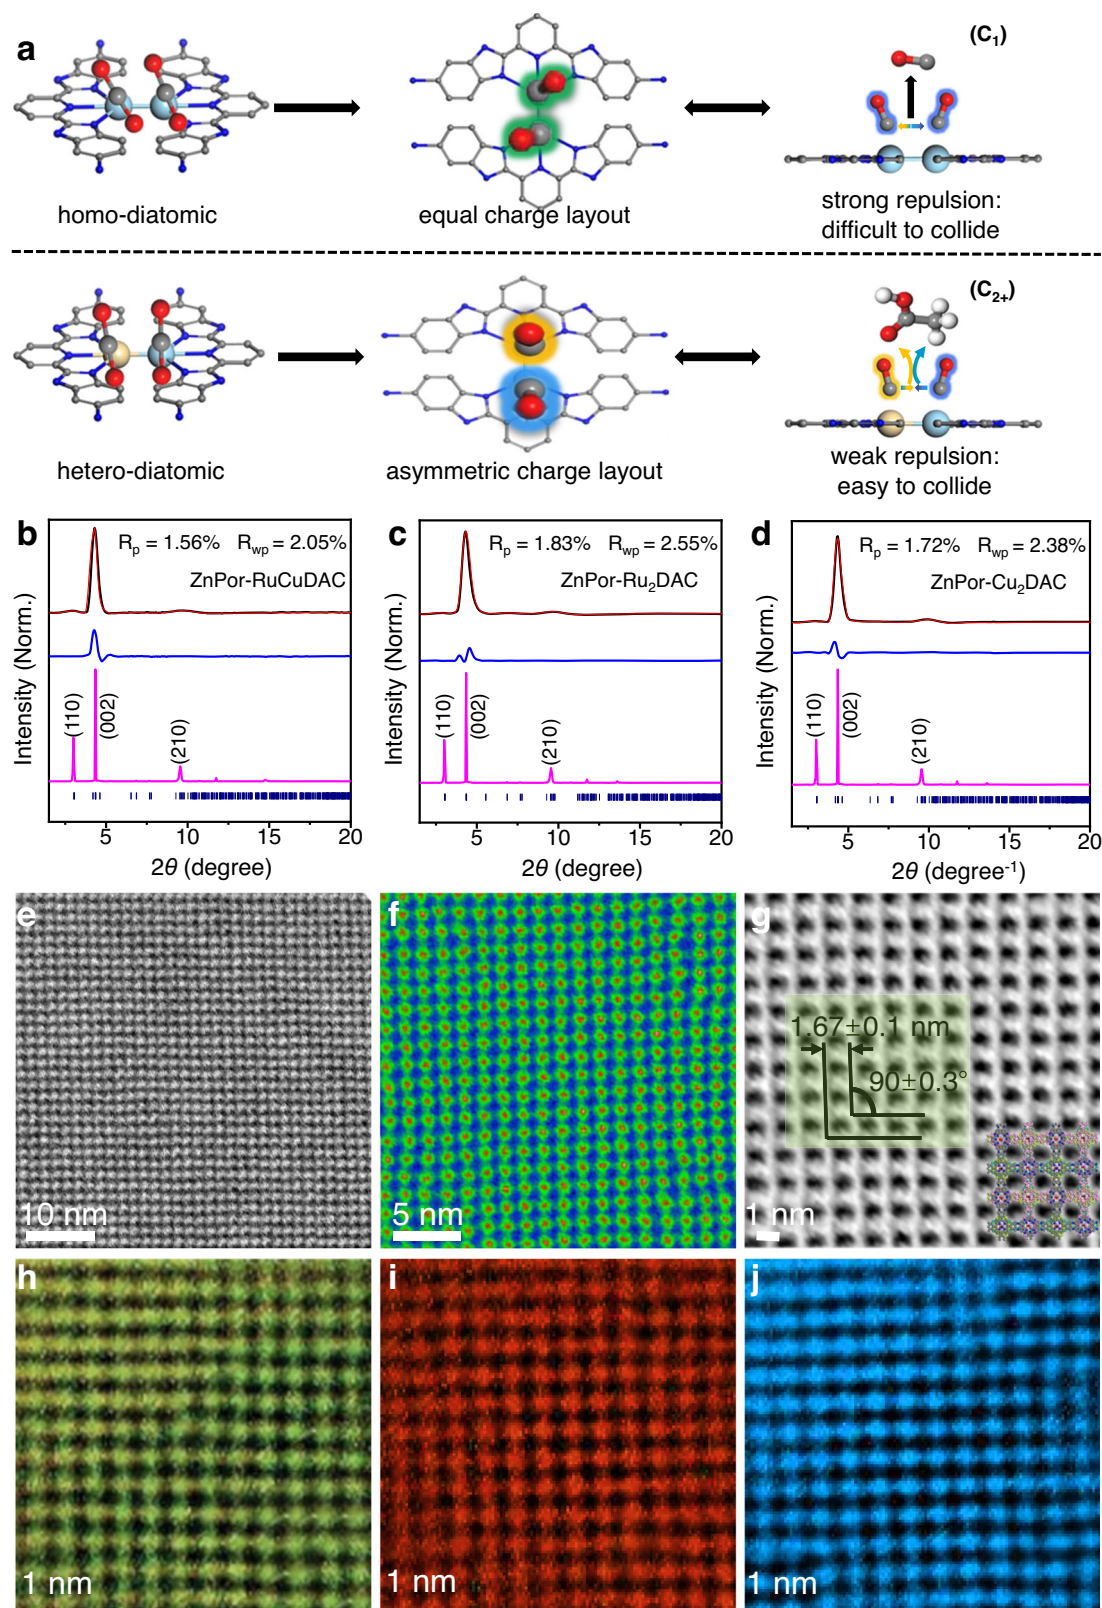 a
(C₁)
homo-diatomic
equal charge layout
strong repulsion:
difficult to collide
(C₂₊)
hetero-diatomic
asymmetric charge layout
weak repulsion:
easy to collide
b
Rₚ = 1.56% R_wp = 2.05%
ZnPor-RuCuDAC
Intensity (Norm.)
(110)
(002)
(210)
5
10
15
20
2θ (degree)
c
Rₚ = 1.83% R_wp = 2.55%
ZnPor-Ru₂DAC
Intensity (Norm.)
(110)
(002)
(210)
5
10
15
20
2θ (degree)
d
Rₚ = 1.72% R_wp = 2.38%
ZnPor-Cu₂DAC
Intensity (Norm.)
(110)
(002)
(210)
5
10
15
20
2θ (degree⁻¹)
e
10 nm
f
5 nm
g
1.67±0.1 nm
90±0.3°
1 nm
h
1 nm
i
1 nm
j
1 nm